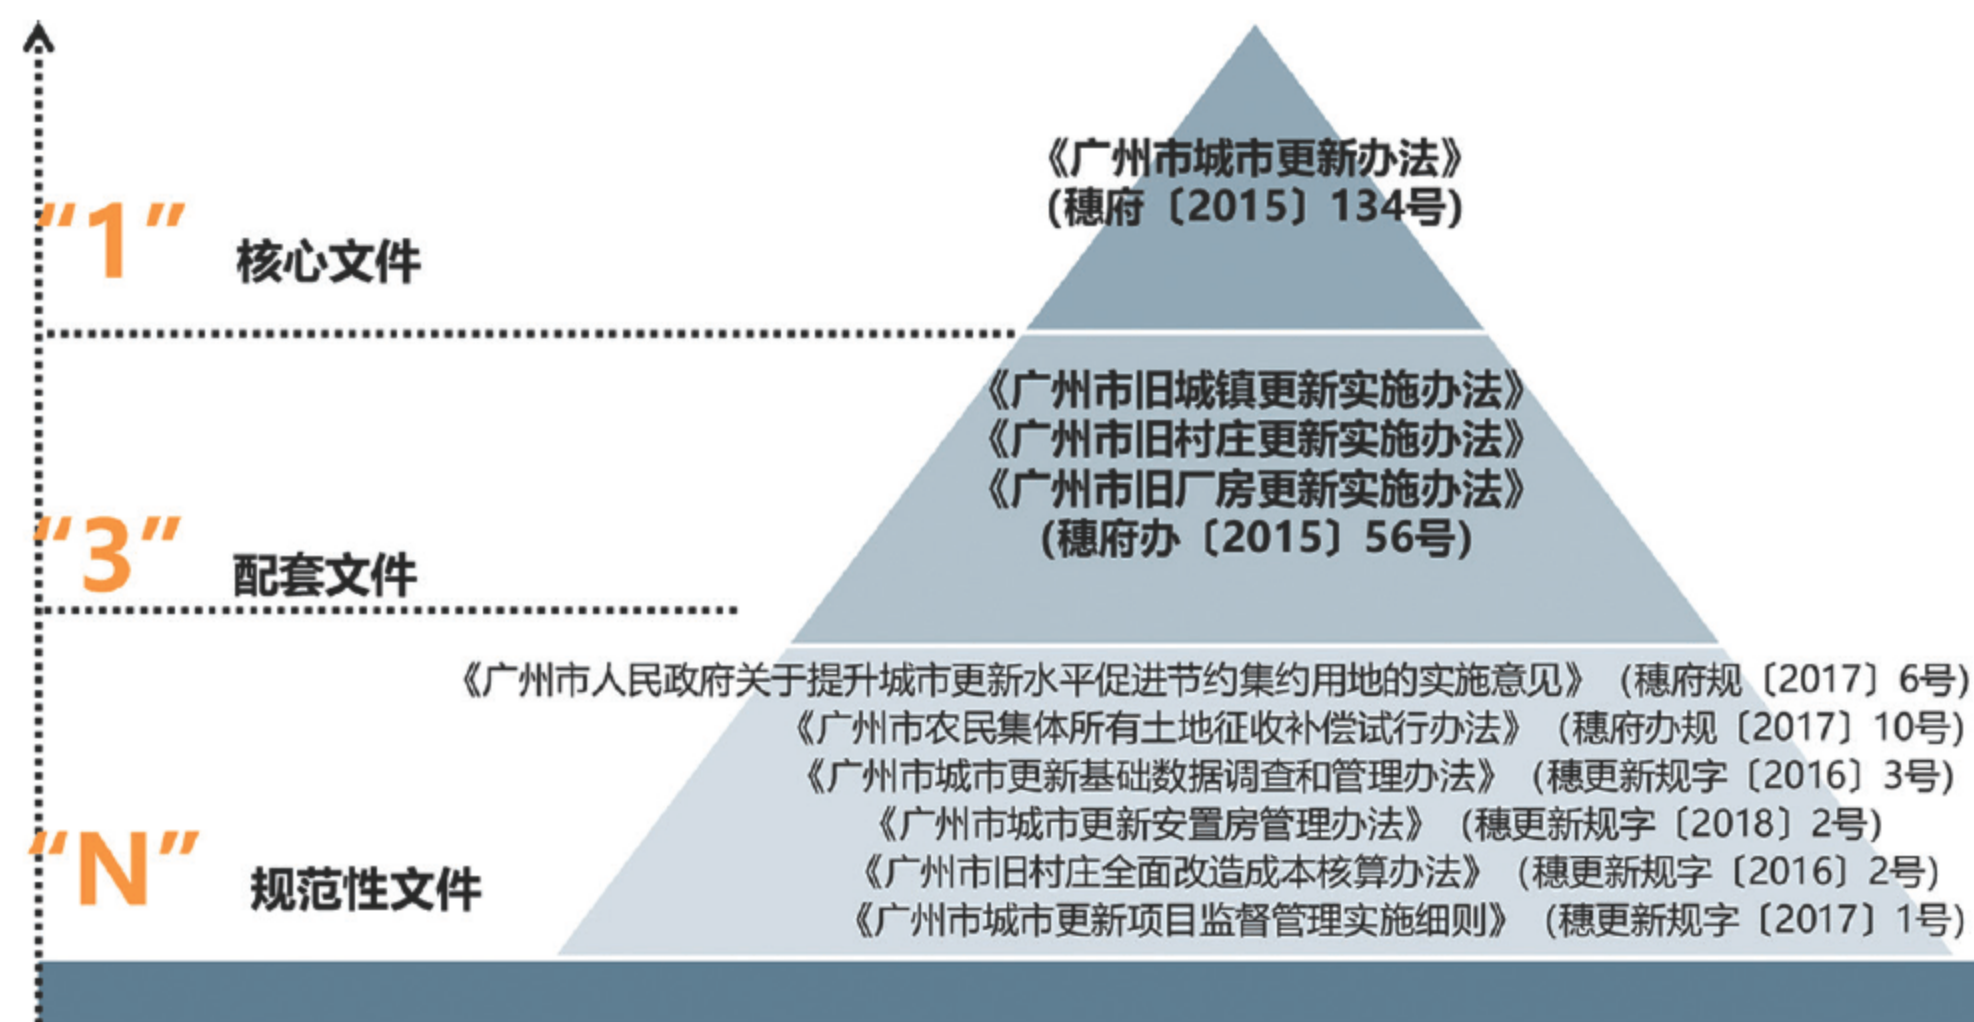 《广州市城市更新办法》
(穗府〔2015〕134号)
“1” 核心文件
《广州市旧城镇更新实施办法》
《广州市旧村庄更新实施办法》
《广州市旧厂房更新实施办法》
(穗府办〔2015〕56号)
“3” 配套文件
《广州市人民政府关于提升城市更新水平促进节约集约用地的实施意见》(穗府规〔2017〕6号)
《广州市农民集体所有土地征收补偿试行办法》(穗府办规〔2017〕10号)
《广州市城市更新基础数据调查和管理办法》(穗更新规字〔2016〕3号)
《广州市城市更新安置房管理办法》(穗更新规字〔2018〕2号)
《广州市旧村庄全面改造成本核算办法》(穗更新规字〔2016〕2号)
《广州市城市更新项目监督管理实施细则》(穗更新规字〔2017〕1号)
“N” 规范性文件